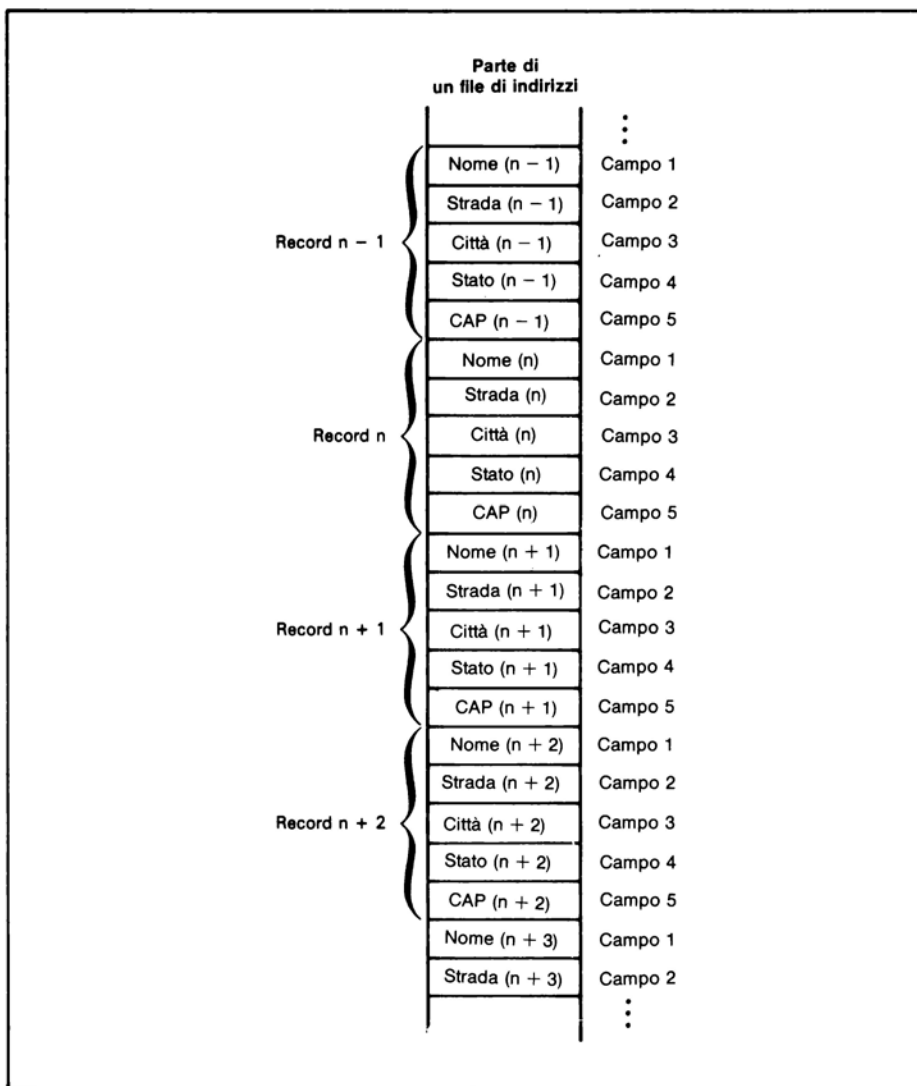 Parte di
un file di indirizzi
Nome (n − 1) Campo 1
Strada (n − 1) Campo 2
Record n − 1 Città (n − 1) Campo 3
Stato (n − 1) Campo 4
CAP (n − 1) Campo 5
Nome (n) Campo 1
Strada (n) Campo 2
Record n Città (n) Campo 3
Stato (n) Campo 4
CAP (n) Campo 5
Nome (n + 1) Campo 1
Strada (n + 1) Campo 2
Record n + 1 Città (n + 1) Campo 3
Stato (n + 1) Campo 4
CAP (n + 1) Campo 5
Nome (n + 2) Campo 1
Strada (n + 2) Campo 2
Record n + 2 Città (n + 2) Campo 3
Stato (n + 2) Campo 4
CAP (n + 2) Campo 5
Nome (n + 3) Campo 1
Strada (n + 3) Campo 2